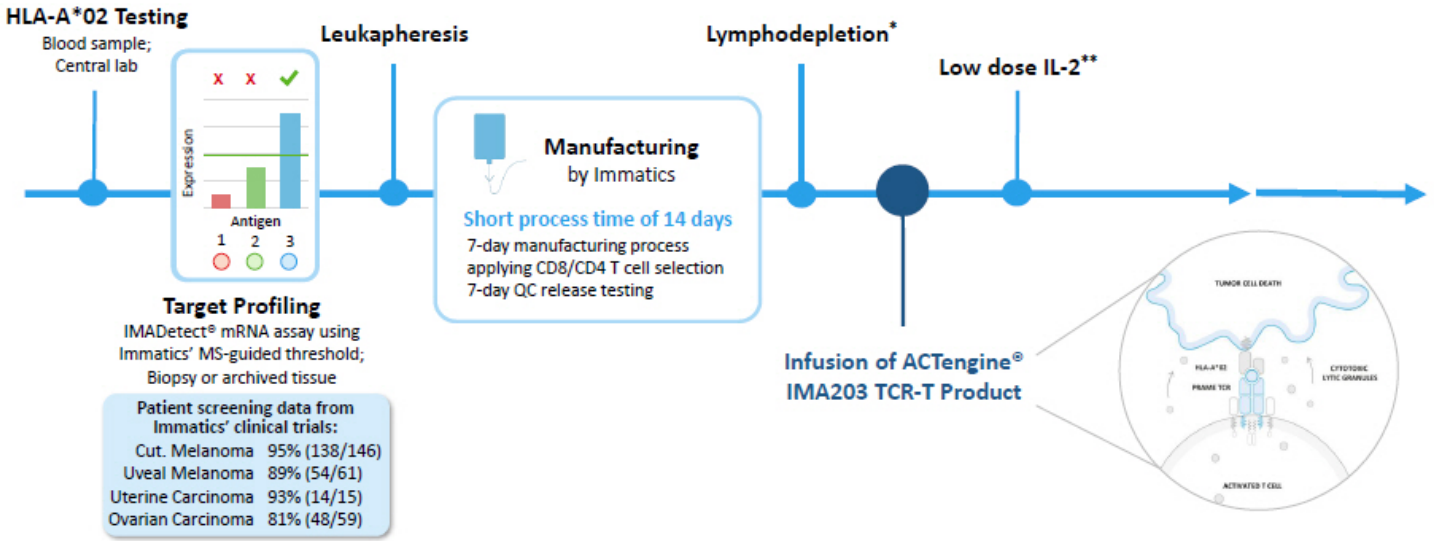 HLA-A*02 Testing
Blood sample;
Central lab
X X
Expression
Antigen
1 2 3
Target Profiling
IMADetect® mRNA assay using
Immatics’ MS-guided threshold;
Biopsy or archived tissue
Patient screening data from
Immatics’ clinical trials:
Cut. Melanoma 95% (138/146)
Uveal Melanoma 89% (54/61)
Uterine Carcinoma 93% (14/15)
Ovarian Carcinoma 81% (48/59)
Leukapheresis
Manufacturing
by Immatics
Short process time of 14 days
7-day manufacturing process
applying CD8/CD4 T cell selection
7-day QC release testing
Lymphodepletion*
Infusion of ACTengine®
IMA203 TCR-T Product
Low dose IL-2**
TUMOR CELL DEATH
HLA-A*02
PRAME TCR
CYTOTOXIC
LYTIC GRANULES
ACTIVATED T CELL